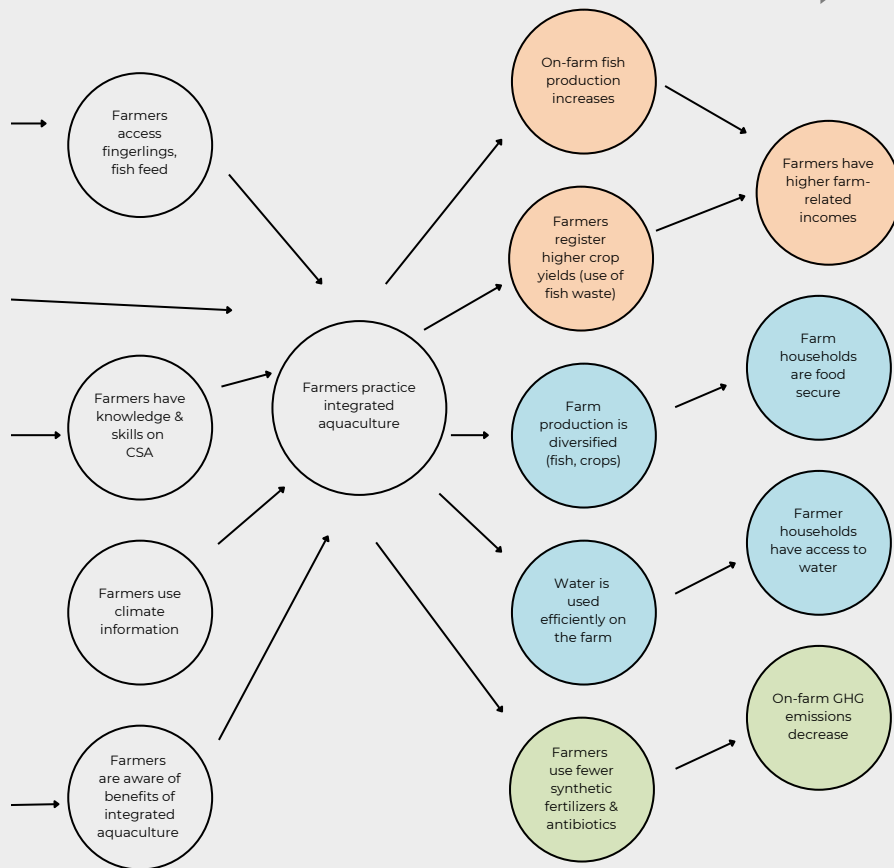 Farmers
access
fingerlings,
fish feed
Farmers have
knowledge &
skills on
CSA
Farmers use
climate
information
Farmers
are aware of
benefits of
integrated
aquaculture
Farmers practice
integrated
aquaculture
On-farm fish
production
increases
Farmers
register
higher crop
yields (use of
fish waste)
Farm
production is
diversified
(fish, crops)
Water is
used
efficiently on
the farm
Farmers
use fewer
synthetic
fertilizers &
antibiotics
Farmers have
higher farm-
related
incomes
Farm
households
are food
secure
Farmer
households
have access to
water
On-farm GHG
emissions
decrease